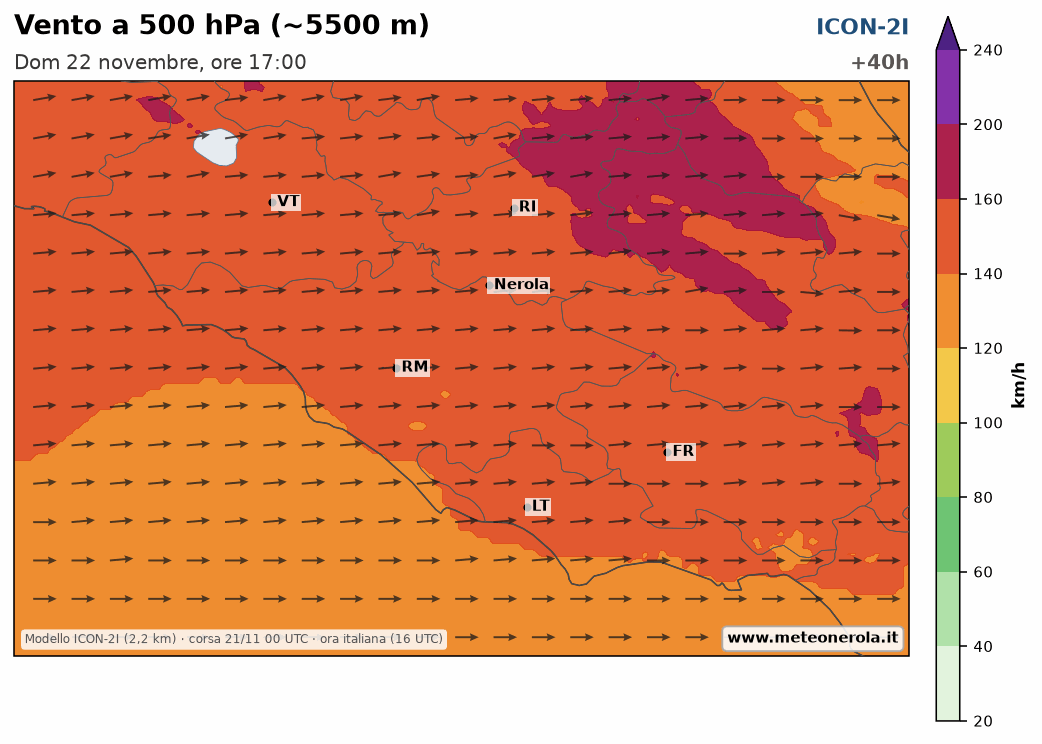 Vento a 500 hPa (~5500 m)
ICON-2I
Dom 22 novembre, ore 17:00
+40h
VT
RI
Nerola
RM
FR
LT
240
200
160
140
120
100
80
60
40
20
km/h
Modello ICON-2I (2,2 km) · corsa 21/11 00 UTC · ora italiana (16 UTC)
www.meteonerola.it